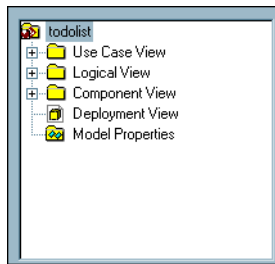 todolist
Use Case View
Logical View
Component View
Deployment View
Model Properties